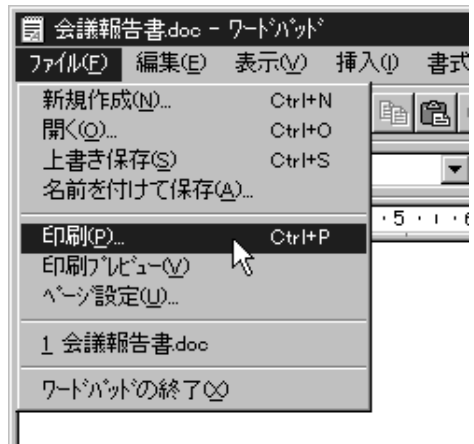 会議報告書.doc - ﾜｰﾄﾞﾊﾟｯﾄﾞ
ﾌｧｲﾙ(F) 編集(E) 表示(V) 挿入(I) 書式
新規作成(N)... Ctrl+N
開く(O)... Ctrl+O
上書き保存(S) Ctrl+S
名前を付けて保存(A)...
印刷(P)... Ctrl+P
印刷ﾌﾟﾚﾋﾞｭｰ(V)
ﾍﾟｰｼﾞ設定(U)...
1 会議報告書.doc
ﾜｰﾄﾞﾊﾟｯﾄﾞの終了(X)
· 5 · ı · 6